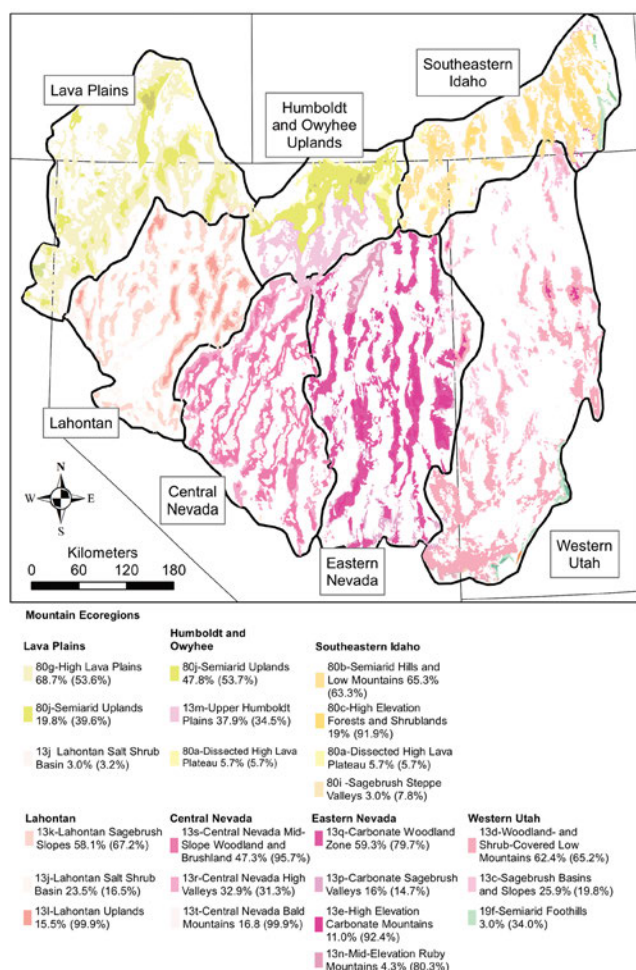 Lava Plains
Humboldt
and Owyhee
Uplands
Southeastern
Idaho
Lahontan
Central
Nevada
Eastern
Nevada
Western
Utah
N
W
E
S
Kilometers
0 60 120 180
Mountain Ecoregions
Lava Plains
80g-High Lava Plains
68.7% (53.6%)
80j-Semiarid Uplands
19.8% (39.6%)
13j Lahontan Salt Shrub
Basin 3.0% (3.2%)
Humboldt and
Owyhee
80j-Semiarid Uplands
47.8% (53.7%)
13m-Upper Humboldt
Plains 37.9% (34.5%)
80a-Dissected High Lava
Plateau 5.7% (5.7%)
Southeastern Idaho
80b-Semiarid Hills and
Low Mountains 65.3%
(63.3%)
80c-High Elevation
Forests and Shrublands
19% (91.9%)
80a-Dissected High Lava
Plateau 5.7% (5.7%)
80i -Sagebrush Steppe
Valleys 3.0% (7.8%)
Lahontan
13k-Lahontan Sagebrush
Slopes 58.1% (67.2%)
13j-Lahontan Salt Shrub
Basin 23.5% (16.5%)
13l-Lahontan Uplands
15.5% (99.9%)
Central Nevada
13s-Central Nevada Mid-
Slope Woodland and
Brushland 47.3% (95.7%)
13r-Central Nevada High
Valleys 32.9% (31.3%)
13t-Central Nevada Bald
Mountains 16.8 (99.9%)
Eastern Nevada
13q-Carbonate Woodland
Zone 59.3% (79.7%)
13p-Carbonate Sagebrush
Valleys 16% (14.7%)
13e-High Elevation
Carbonate Mountains
11.0% (92.4%)
13n-Mid-Elevation Ruby
Mountains 4.3% (80.3%)
Western Utah
13d-Woodland- and
Shrub-Covered Low
Mountains 62.4% (65.2%)
13c-Sagebrush Basins
and Slopes 25.9% (19.8%)
19f-Semiarid Foothills
3.0% (34.0%)